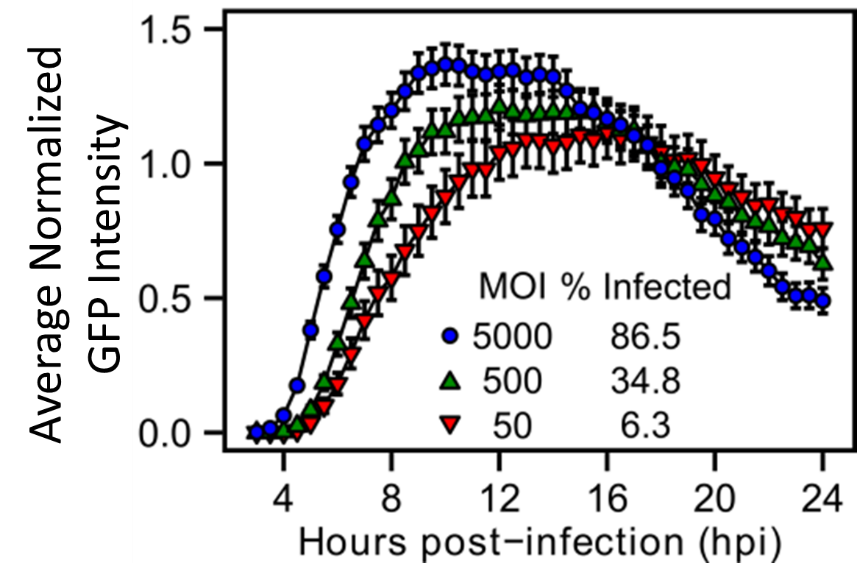 Average Normalized
GFP Intensity
1.5
1.0
0.5
0.0
MOI % Infected
5000 86.5
500 34.8
50 6.3
4 8 12 16 20 24
Hours post−infection (hpi)